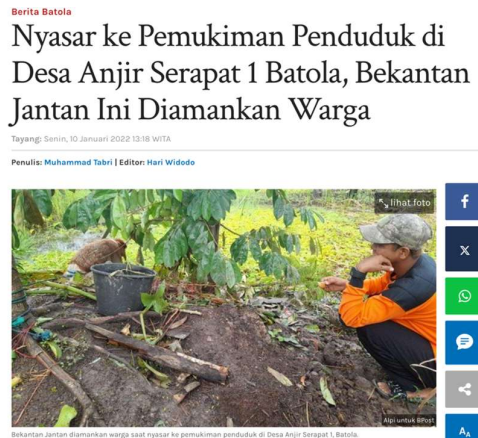 Berita Batola
Nyasar ke Pemukiman Penduduk di
Desa Anjir Serapat 1 Batola, Bekantan
Jantan Ini Diamankan Warga
Tayang: Senin, 10 Januari 2022 13:18 WITA
Penulis: Muhammad Tabri | Editor: Hari Widodo
lihat foto
Alpi untuk BPost
Bekantan Jantan diamankan warga saat nyasar ke pemukiman penduduk di Desa Anjir Serapat 1, Batola.
AA